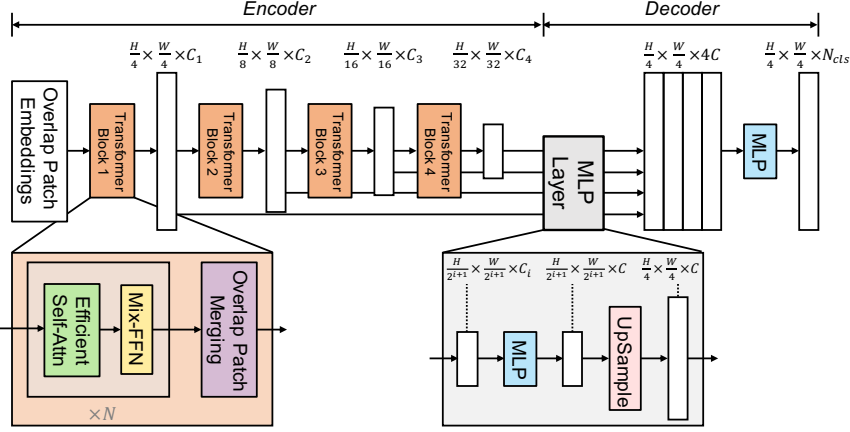 Encoder
Decoder
H/4 × W/4 × C₁
H/8 × W/8 × C₂
H/16 × W/16 × C₃
H/32 × W/32 × C₄
H/4 × W/4 × 4C
H/4 × W/4 × N_cls
Overlap Patch
Embeddings
Transformer
Block 1
Transformer
Block 2
Transformer
Block 3
Transformer
Block 4
MLP
Layer
MLP
Efficient
Self-Attn
Mix-FFN
×N
Overlap Patch
Merging
H/2^{i+1} × W/2^{i+1} × C_i
H/2^{i+1} × W/2^{i+1} × C
H/4 × W/4 × C
MLP
UpSample